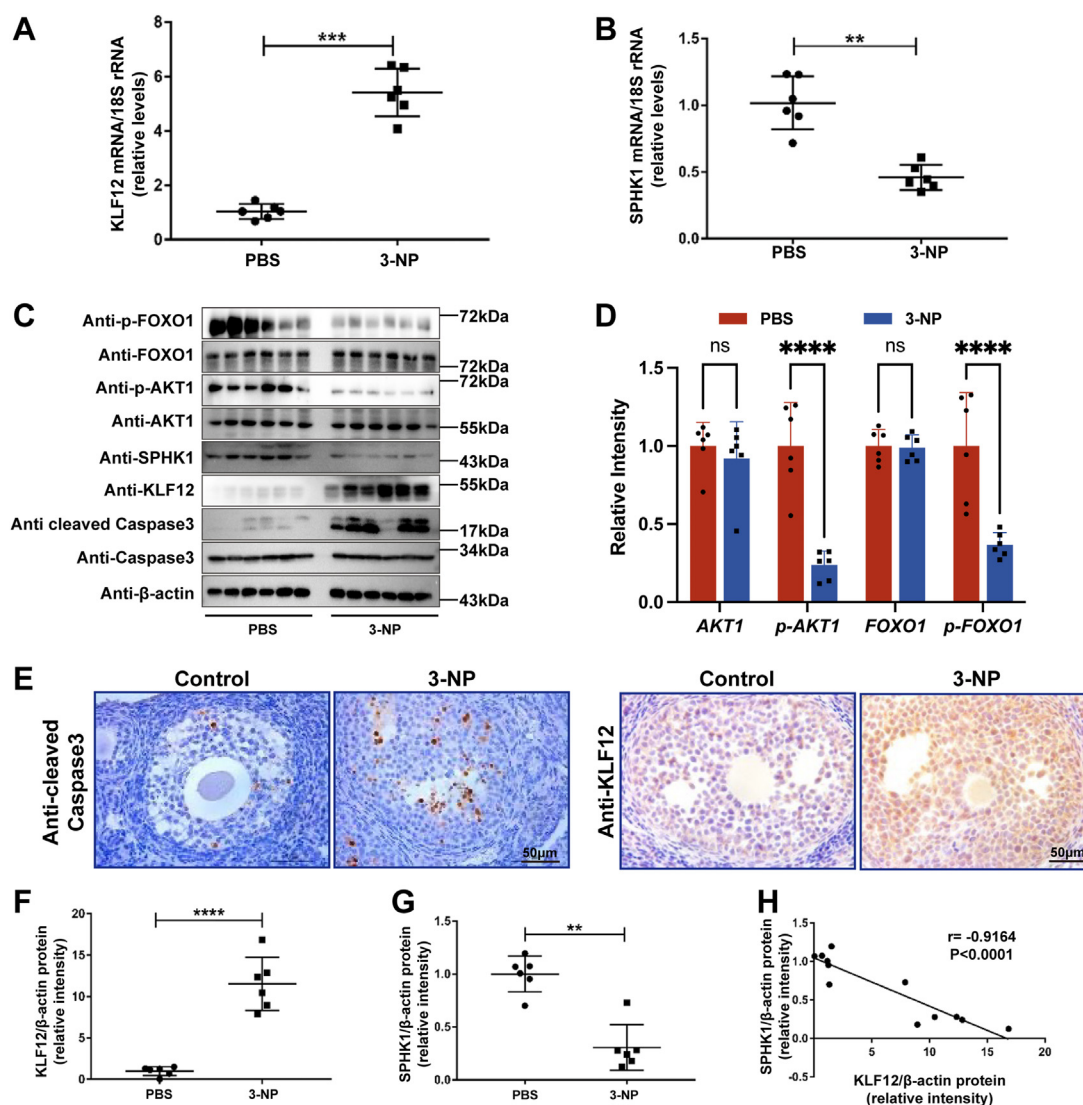 A
KLF12 mRNA/18S rRNA
(relative levels)
8
6
4
2
0
***
PBS
3-NP
B
SPHK1 mRNA/18S rRNA
(relative levels)
1.5
1.0
0.5
0.0
**
PBS
3-NP
C
Anti-p-FOXO1
72kDa
Anti-FOXO1
72kDa
Anti-p-AKT1
72kDa
Anti-AKT1
55kDa
Anti-SPHK1
43kDa
Anti-KLF12
55kDa
Anti cleaved Caspase3
17kDa
Anti-Caspase3
34kDa
Anti-β-actin
43kDa
PBS
3-NP
D
PBS
3-NP
ns
****
ns
****
Relative Intensity
1.5
1.0
0.5
0.0
AKT1
p-AKT1
FOXO1
p-FOXO1
E
Control
3-NP
Anti-cleaved
Caspase3
50μm
Control
3-NP
Anti-KLF12
50μm
F
KLF12/β-actin protein
(relative intensity)
20
15
10
5
0
****
PBS
3-NP
G
SPHK1/β-actin protein
(relative intensity)
1.5
1.0
0.5
0.0
**
PBS
3-NP
H
SPHK1/β-actin protein
(relative intensity)
1.5
1.0
0.5
0.0
-0.5
r= -0.9164
P<0.0001
5
10
15
20
KLF12/β-actin protein
(relative intensity)